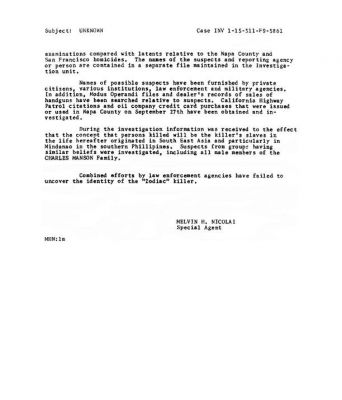 Subject: UNKNOWN Case INV 1-15-311-F9-5861
examinations compared with latents relative to the Napa County and
San Francisco homicides. The names of the suspects and reporting agency
or person are contained in a separate file maintained in the Investiga-
tion unit.
Names of possible suspects have been furnished by private
citizens, various institutions, law enforcement and military agencies.
In addition, Modus Operandi files and dealer's records of sales of
handguns have been searched relative to suspects. California Highway
Patrol citations and oil company credit card purchases that were issued
or used in Napa County on September 27th have been obtained and in-
vestigated.
During the investigation information was received to the effect
that the concept that persons killed will be the killer's slaves in
the life hereafter originated in South East Asia and particularly in
Mindanao in the southern Phillipines. Suspects from groups having
similar beliefs were investigated, including all male members of the
CHARLES MANSON Family.
Combined efforts by law enforcement agencies have failed to
uncover the identity of the "Zodiac" killer.
MELVIN H. NICOLAI
Special Agent
MHN:lm